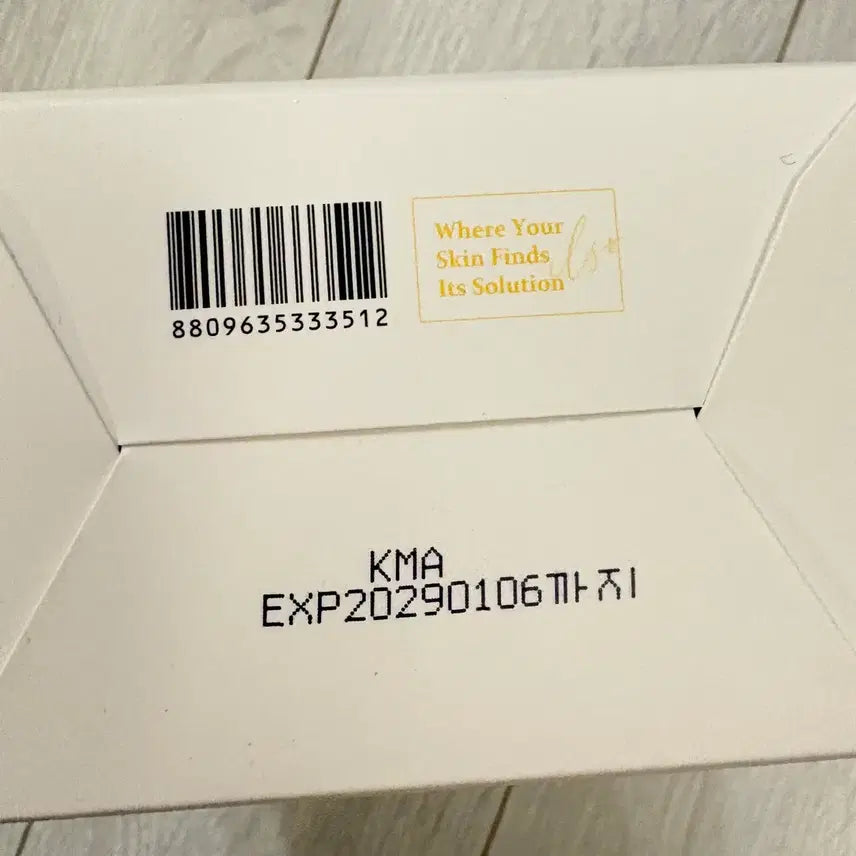 8809635333512
Where Your
Skin Finds
Its Solution
KMA
EXP20290106까지